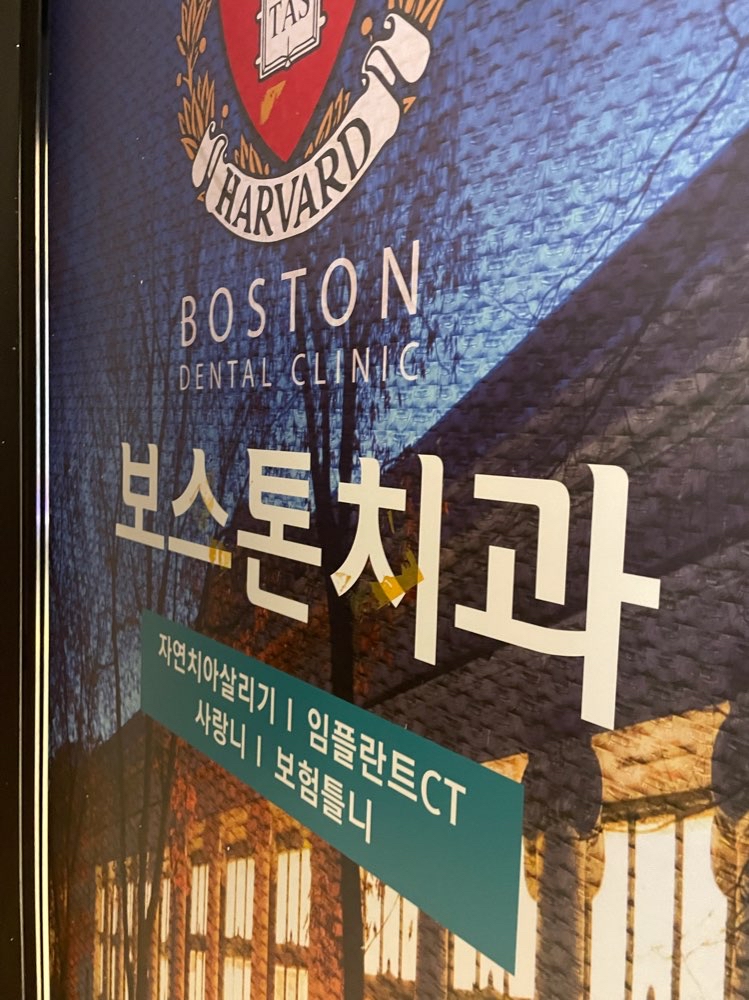 TAS
HARVARD
BOSTON
DENTAL CLINIC
보스톤치과
자연치아살리기 | 임플란트CT
사랑니 | 보험틀니